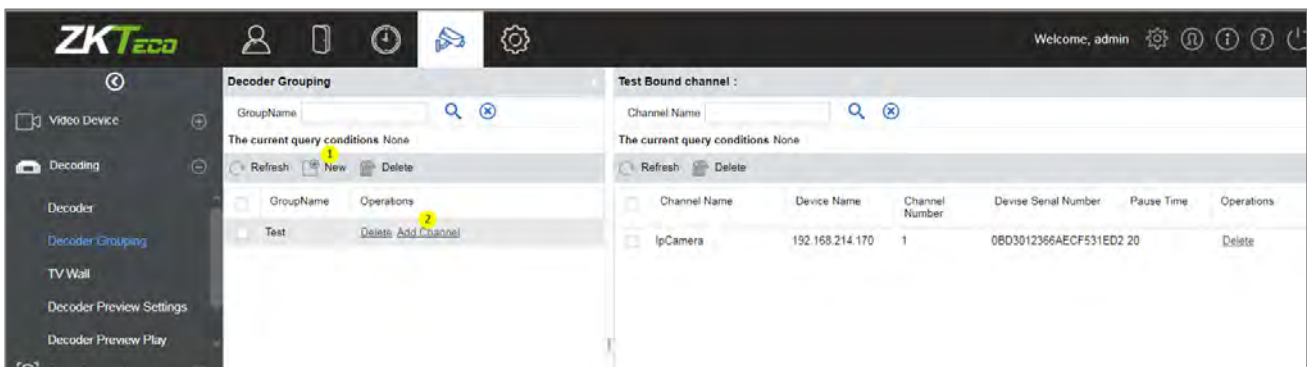 ZKTeco
Welcome, admin
Video Device
Decoding
Decoder
Decoder Grouping
TV Wall
Decoder Preview Settings
Decoder Preview Play
Decoder Grouping
GroupName
The current query conditions None
1
Refresh New Delete
GroupName Operations
2
Test Delete Add Channel
Test Bound channel :
Channel Name
The current query conditions None
Refresh Delete
Channel Name Device Name Channel Number Devise Serial Number Pause Time Operations
IpCamera 192.168.214.170 1 0BD3012366AECF531ED2 20 Delete